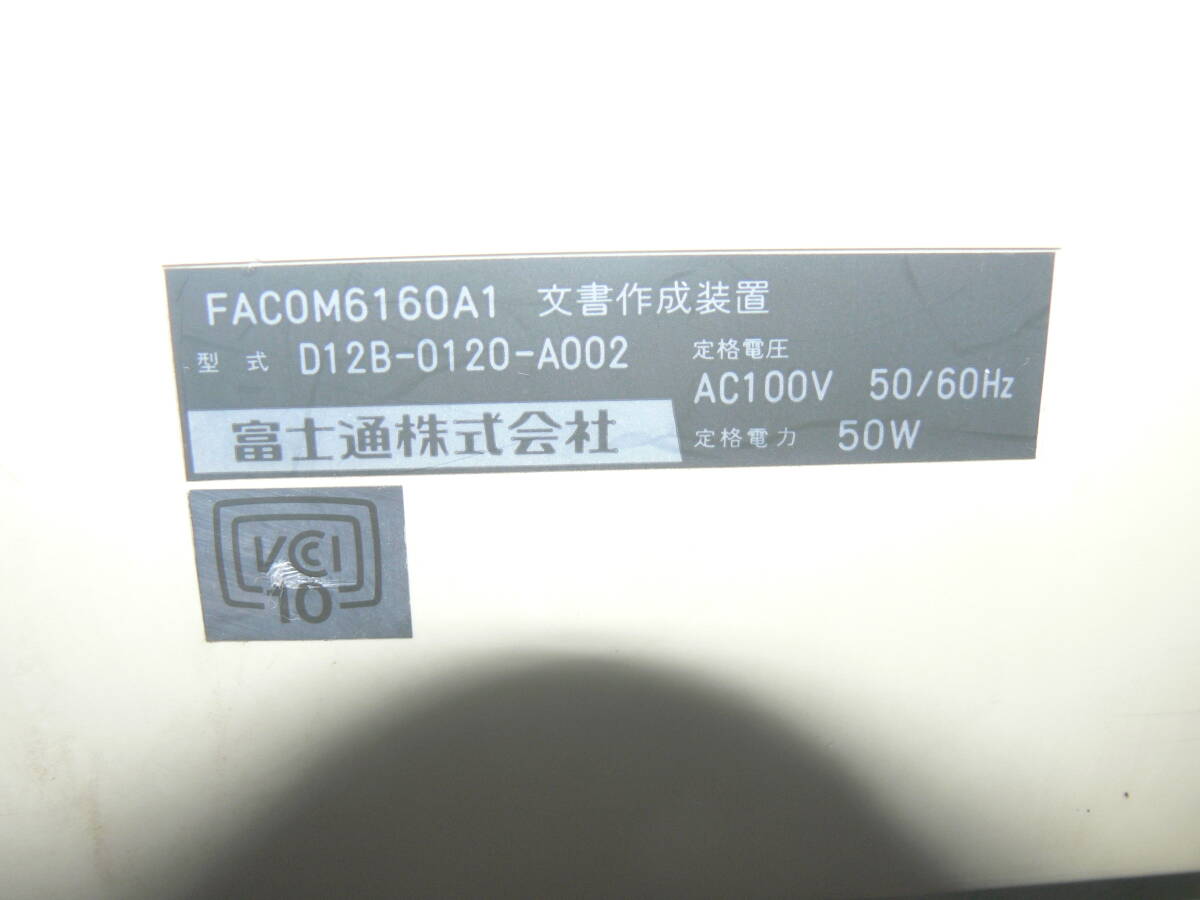 FACOM6160A1 文書作成装置
型式 D12B-0120-A002
定格電圧
AC100V 50/60Hz
定格電力 50W
富士通株式会社
VCCI
10